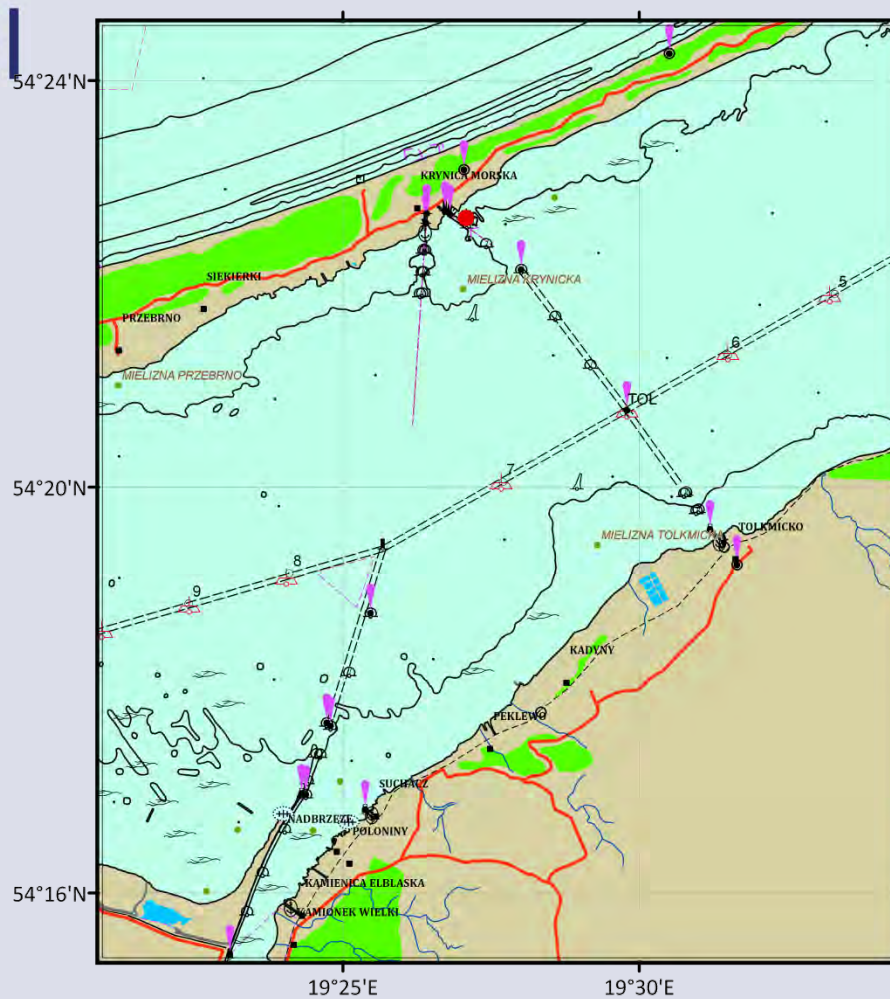 54°24'N
KRYNICA MORSKA
2
MIELIZNA KRYNICKA
SIEKIERKI
5
PRZEBRNO
6
MIELIZNA PRZEBRNO
TOL
7
54°20'N
TOLKMICKO
MIELIZNA TOLKMICKA
8
9
KADYNY
PEKLEWO
SUCHACZ
NADBRZEZE
POLONINY
54°16'N
KAMIENICA ELBLASKA
KAMIONEK WIELKI
19°25'E
19°30'E